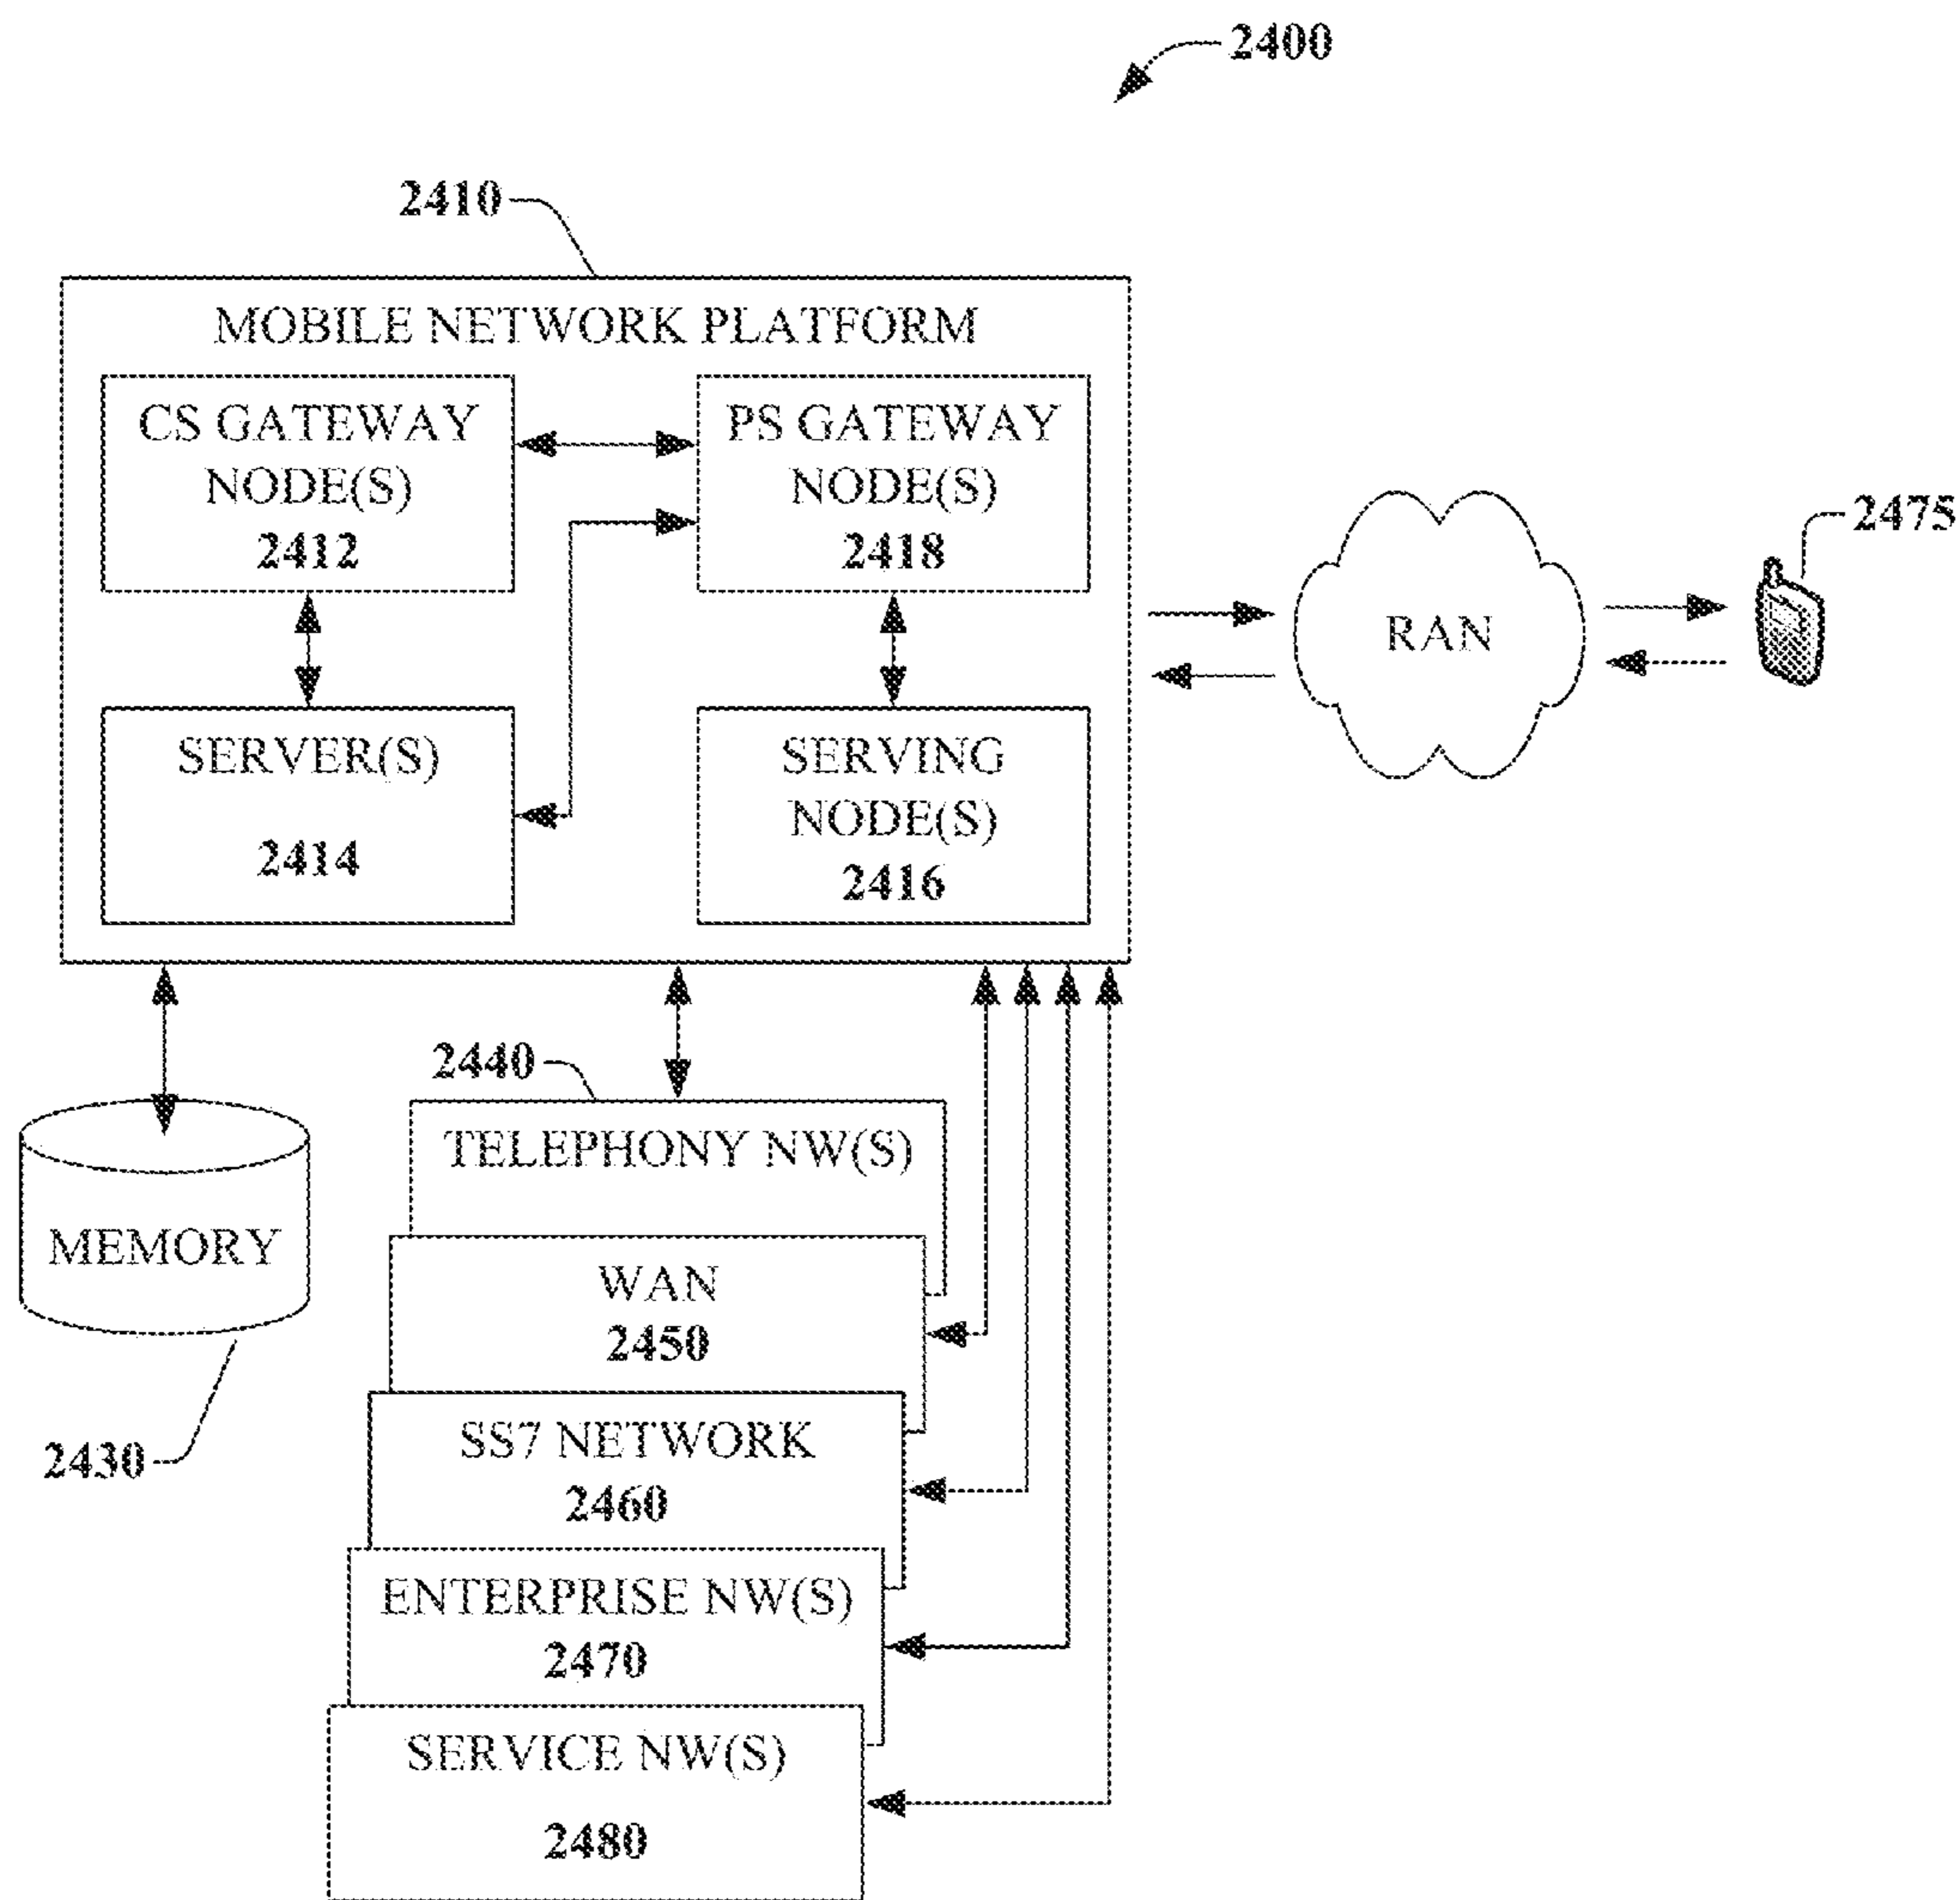 2400
2410
MOBILE NETWORK PLATFORM
CS GATEWAY
NODE(S)
2412
PS GATEWAY
NODE(S)
2418
SERVER(S)
2414
SERVING
NODE(S)
2416
RAN
2475
2440
TELEPHONY NW(S)
MEMORY
WAN
2450
2430
SS7 NETWORK
2460
ENTERPRISE NW(S)
2470
SERVICE NW(S)
2480